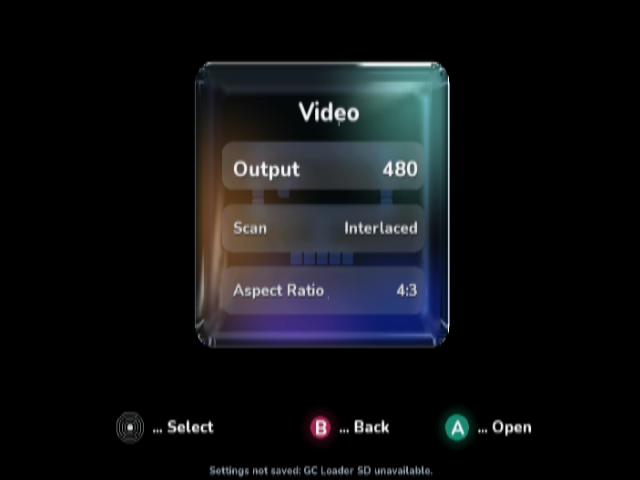 Video
Output 480
Scan Interlaced
Aspect Ratio 4:3
... Select B ... Back A ... Open
Settings not saved: GC Loader SD unavailable.